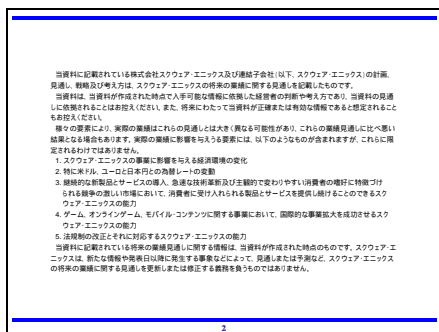 当資料に記載されている株式会社スクウェア・エニックス及び連結子会社(以下、スクウェア・エニックス)の計画、
見通し、戦略及び考え方は、スクウェア・エニックスの将来の業績に関する見通しを記載したものです。
当資料は、当資料が作成された時点で入手可能な情報に依拠した経営者の判断や考え方であり、当資料の見通
しに依拠されることはお控えください。また、将来にわたって当資料が正確または有効な情報であると想定されること
もお控えください。
様々の要素により、実際の業績はこれらの見通しとは大きく異なる可能性があり、これらの業績見通しに比べ悪い
結果となる場合もあります。実際の業績に影響を与えうる要素には、以下のようなものが含まれますが、これらに限
定されるわけではありません。
1. スクウェア・エニックスの事業に影響を与える経済環境の変化
2. 特に米ドル、ユーロと日本円との為替レートの変動
3. 継続的な新製品とサービスの導入、急速な技術革新及び主観的で変わりやすい消費者の嗜好に特徴づけ
られる競争の激しい市場において、消費者に受け入れられる製品とサービスを提供し続けることのできるスク
ウェア・エニックスの能力
4. ゲーム、オンラインゲーム、モバイル・コンテンツに関する事業において、国際的な事業拡大を成功させるスク
ウェア・エニックスの能力
5. 法規制の改正とそれに対応するスクウェア・エニックスの能力
当資料に記載されている将来の業績見通しに関する情報は、当資料が作成された時点のものです。スクウェア・エ
ニックスは、新たな情報や発表日以降に発生する事象などによって、見通しまたは予測など、スクウェア・エニックス
の将来の業績に関する見通しを更新しまたは修正する義務を負うものではありません。
2